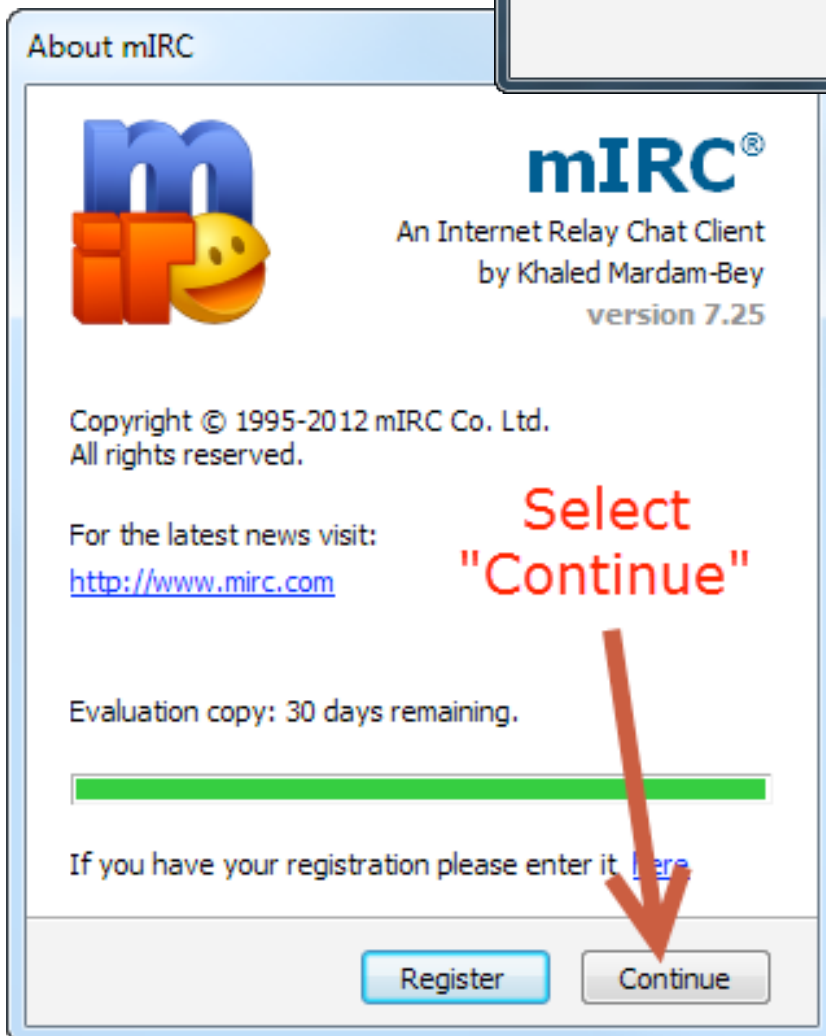 About mIRC
mIRC®
An Internet Relay Chat Client
by Khaled Mardam-Bey
version 7.25
Copyright © 1995-2012 mIRC Co. Ltd.
All rights reserved.
Select
"Continue"
For the latest news visit:
http://www.mirc.com
Evaluation copy: 30 days remaining.
If you have your registration please enter it here
Register
Continue